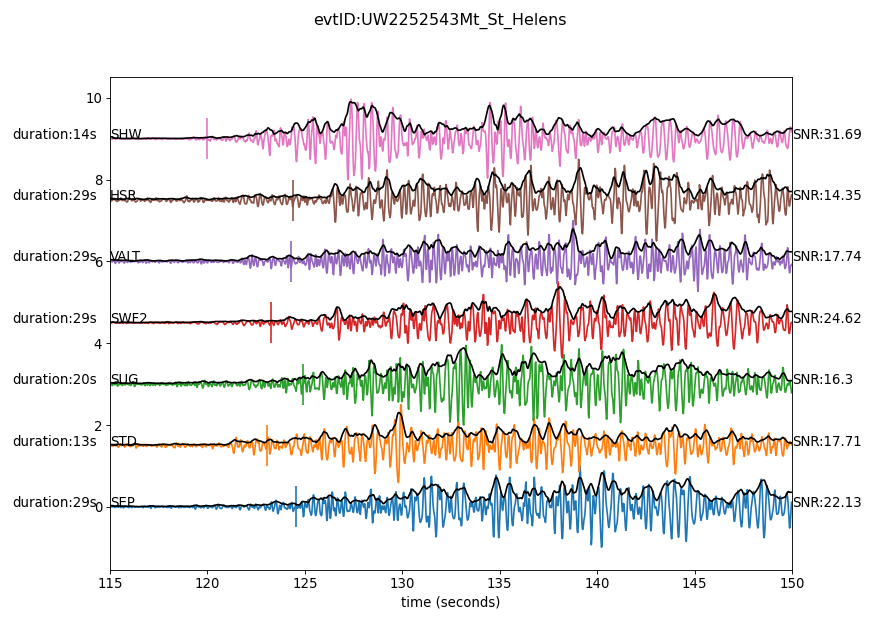 evtID:UW2252543Mt_St_Helens
10
duration:14s SHW SNR:31.69
8
duration:29s HSR SNR:14.35
duration:29s VALT SNR:17.74
6
duration:29s SWF2 SNR:24.62
4
duration:20s SUG SNR:16.3
2
duration:13s STD SNR:17.71
duration:29s SEP SNR:22.13
0
115 120 125 130 135 140 145 150
time (seconds)